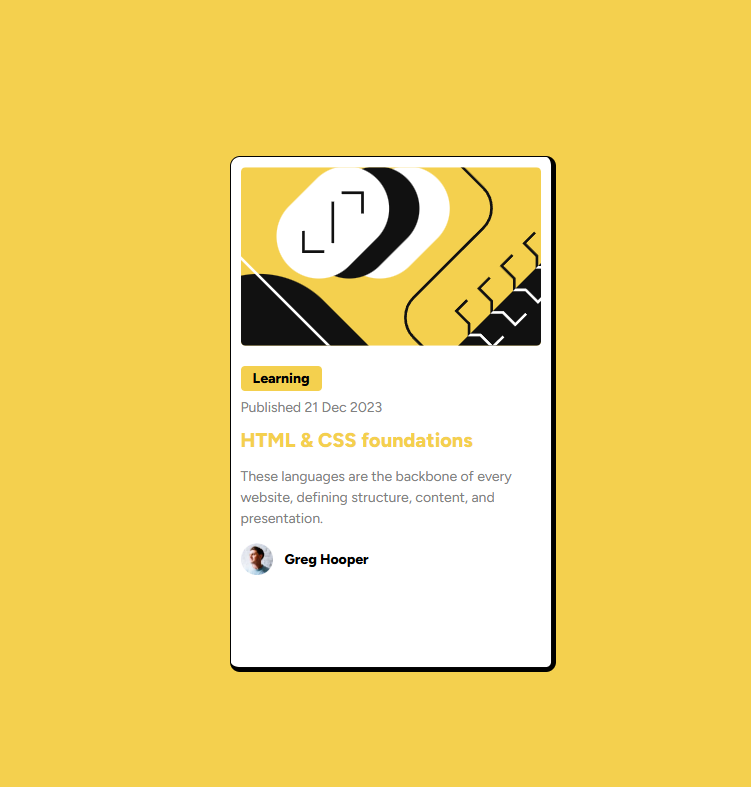 Learning
Published 21 Dec 2023
HTML & CSS foundations
These languages are the backbone of every
website, defining structure, content, and
presentation.
Greg Hooper